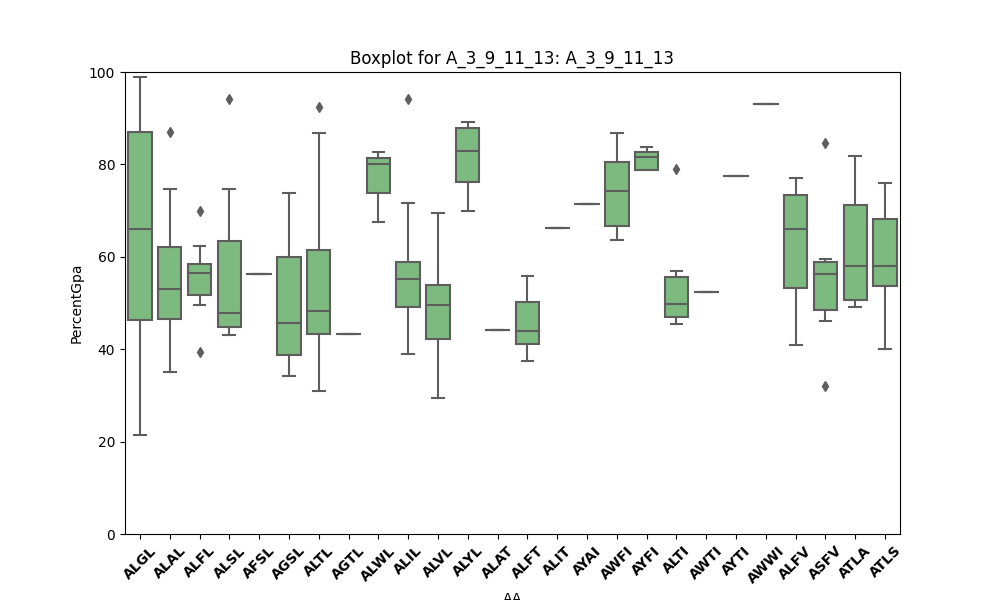 Boxplot for A_3_9_11_13: A_3_9_11_13
100
80
60
40
20
0
PercentGpa
ALGL
ALAL
ALFL
ALSL
AFSL
AGSL
ALTL
AGTL
ALWL
ALIL
ALVL
ALYL
ALAT
ALFT
ALIT
AYAI
AWFI
AYFI
ALTI
AWTI
AYTI
AWWI
ALFV
ASFV
ATLA
ATLS
AA